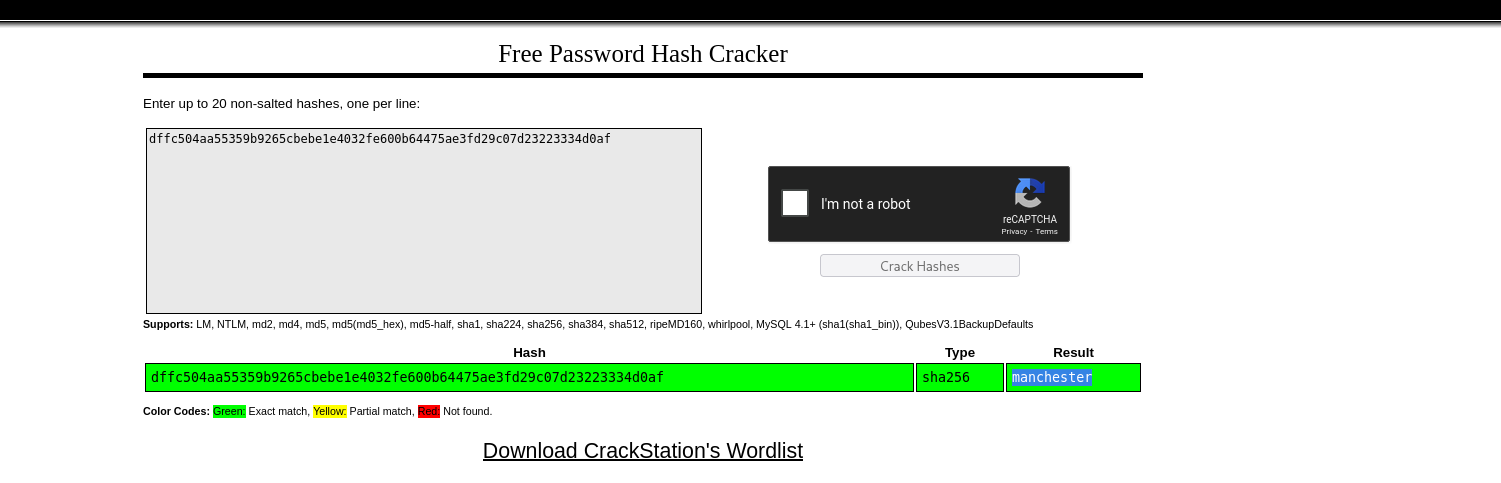 Free Password Hash Cracker
Enter up to 20 non-salted hashes, one per line:
dffc504aa55359b9265cbebe1e4032fe600b64475ae3fd29c07d23223334d0af
I'm not a robot
reCAPTCHA
Privacy - Terms
Crack Hashes
Supports: LM, NTLM, md2, md4, md5, md5(md5_hex), md5-half, sha1, sha224, sha256, sha384, sha512, ripeMD160, whirlpool, MySQL 4.1+ (sha1(sha1_bin)), QubesV3.1BackupDefaults
Hash Type Result
dffc504aa55359b9265cbebe1e4032fe600b64475ae3fd29c07d23223334d0af sha256 manchester
Color Codes: Green: Exact match, Yellow: Partial match, Red: Not found.
Download CrackStation's Wordlist